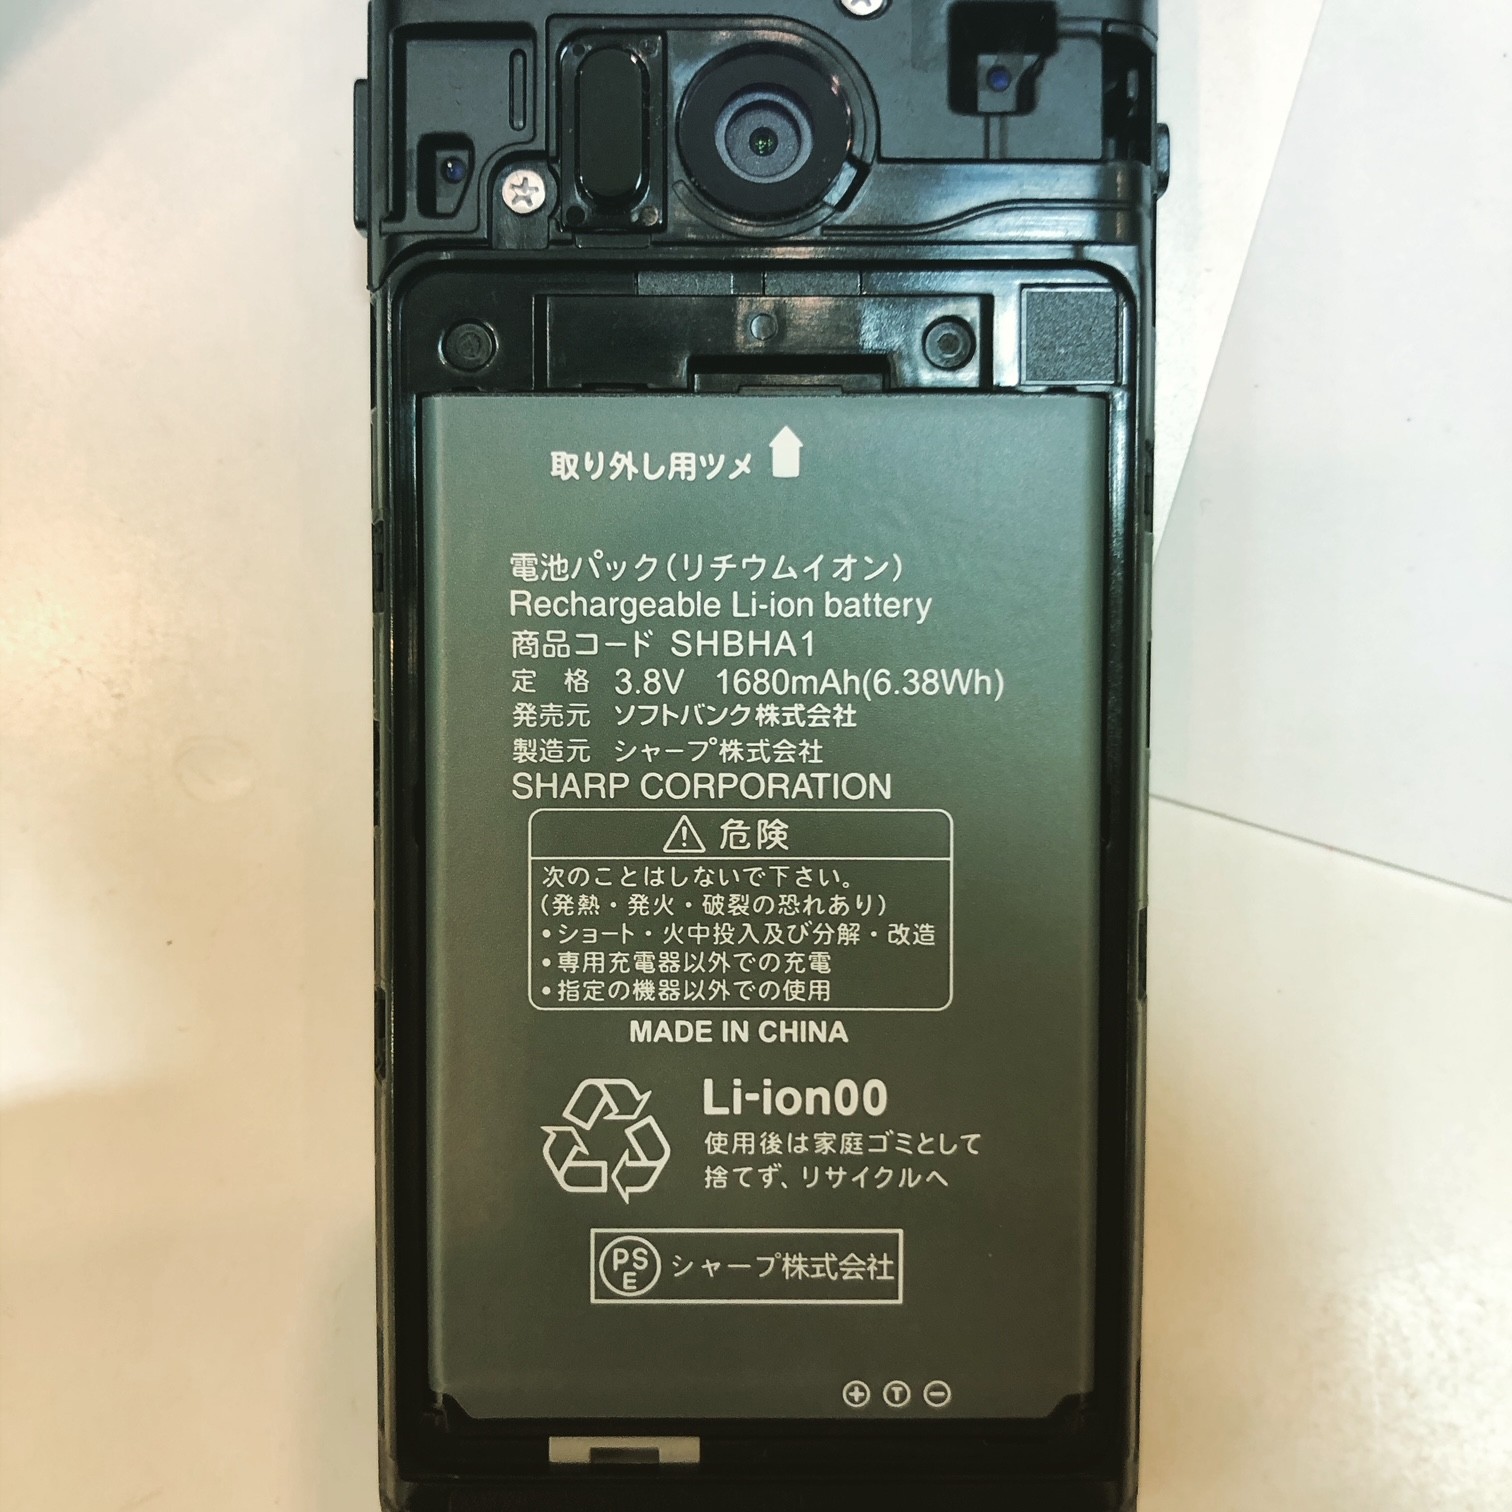 取り外し用ツメ
電池パック(リチウムイオン)
Rechargeable Li-ion battery
商品コード SHBHA1
定 格 3.8V 1680mAh(6.38Wh)
発売元 ソフトバンク株式会社
製造元 シャープ株式会社
SHARP CORPORATION
危険
次のことはしないで下さい。
(発熱・発火・破裂の恐れあり)
•ショート・火中投入及び分解・改造
•専用充電器以外での充電
•指定の機器以外での使用
MADE IN CHINA
Li-ion00
使用後は家庭ゴミとして
捨てず、リサイクルへ
PSE シャープ株式会社
+ T -